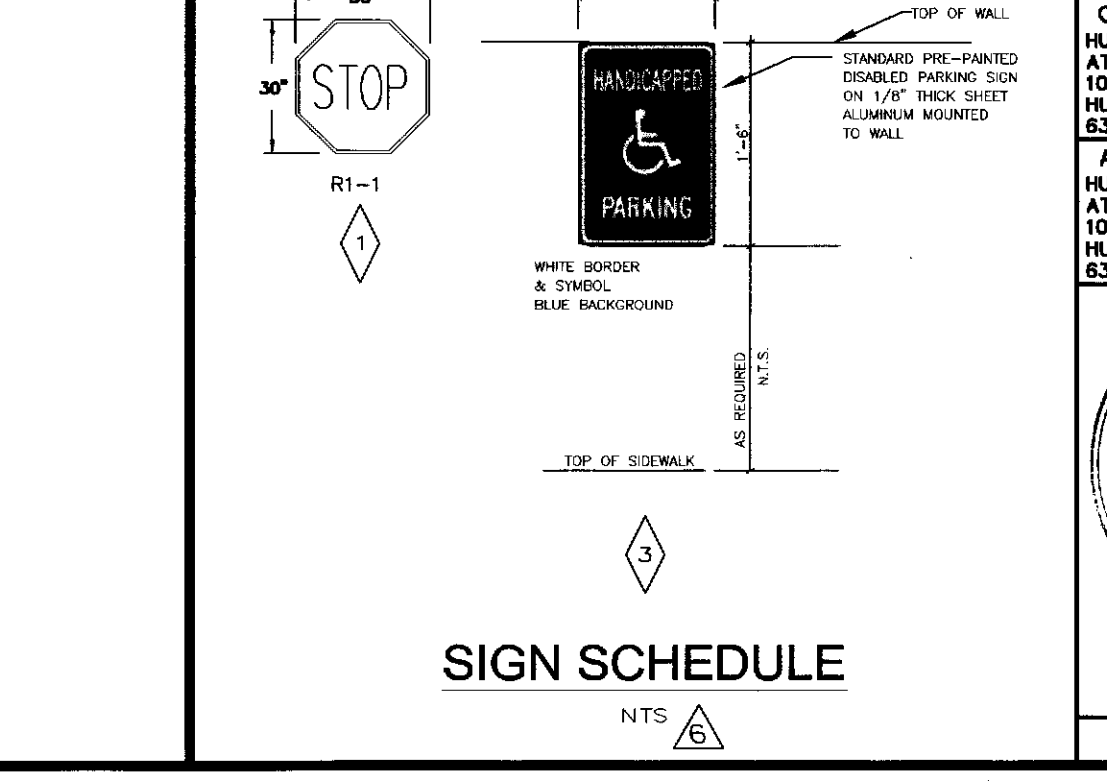 30"
STOP
R1-1
1
HANDICAPPED
PARKING
TOP OF WALL
STANDARD PRE-PAINTED
DISABLED PARKING SIGN
ON 1/8" THICK SHEET
ALUMINUM MOUNTED
TO WALL
1'-6"
WHITE BORDER
& SYMBOL
BLUE BACKGROUND
AS REQUIRED
N.T.S.
TOP OF SIDEWALK
3
SIGN SCHEDULE
NTS 6